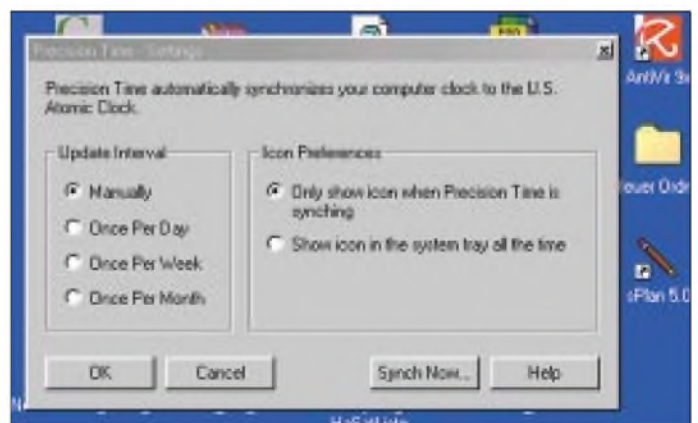 Precision Time - Settings
Precision Time automatically synchronizes your computer clock to the U.S.
Atomic Clock.
Update Interval
Manually
Once Per Day
Once Per Week
Once Per Month
Icon Preferences
Only show icon when Precision Time is
synching
Show icon in the system tray all the time
OK
Cancel
Synch Now...
Help
AntiVir 9x
euer Ordn
sPlan 5.0